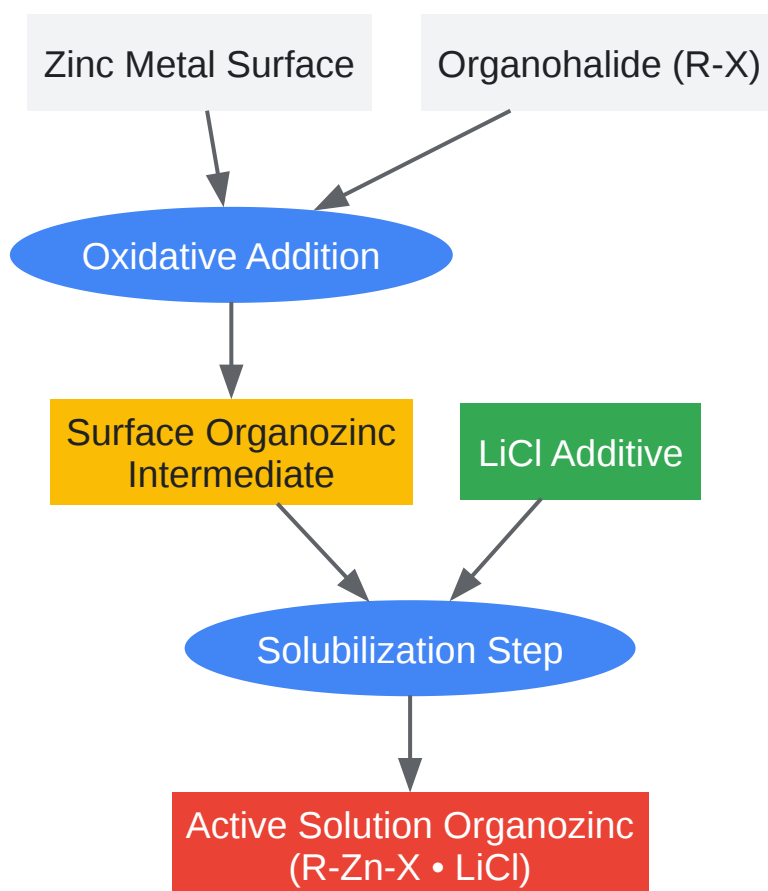 Zinc Metal Surface
Organohalide (R-X)
Oxidative Addition
Surface Organozinc
Intermediate
LiCl Additive
Solubilization Step
Active Solution Organozinc
(R-Zn-X • LiCl)